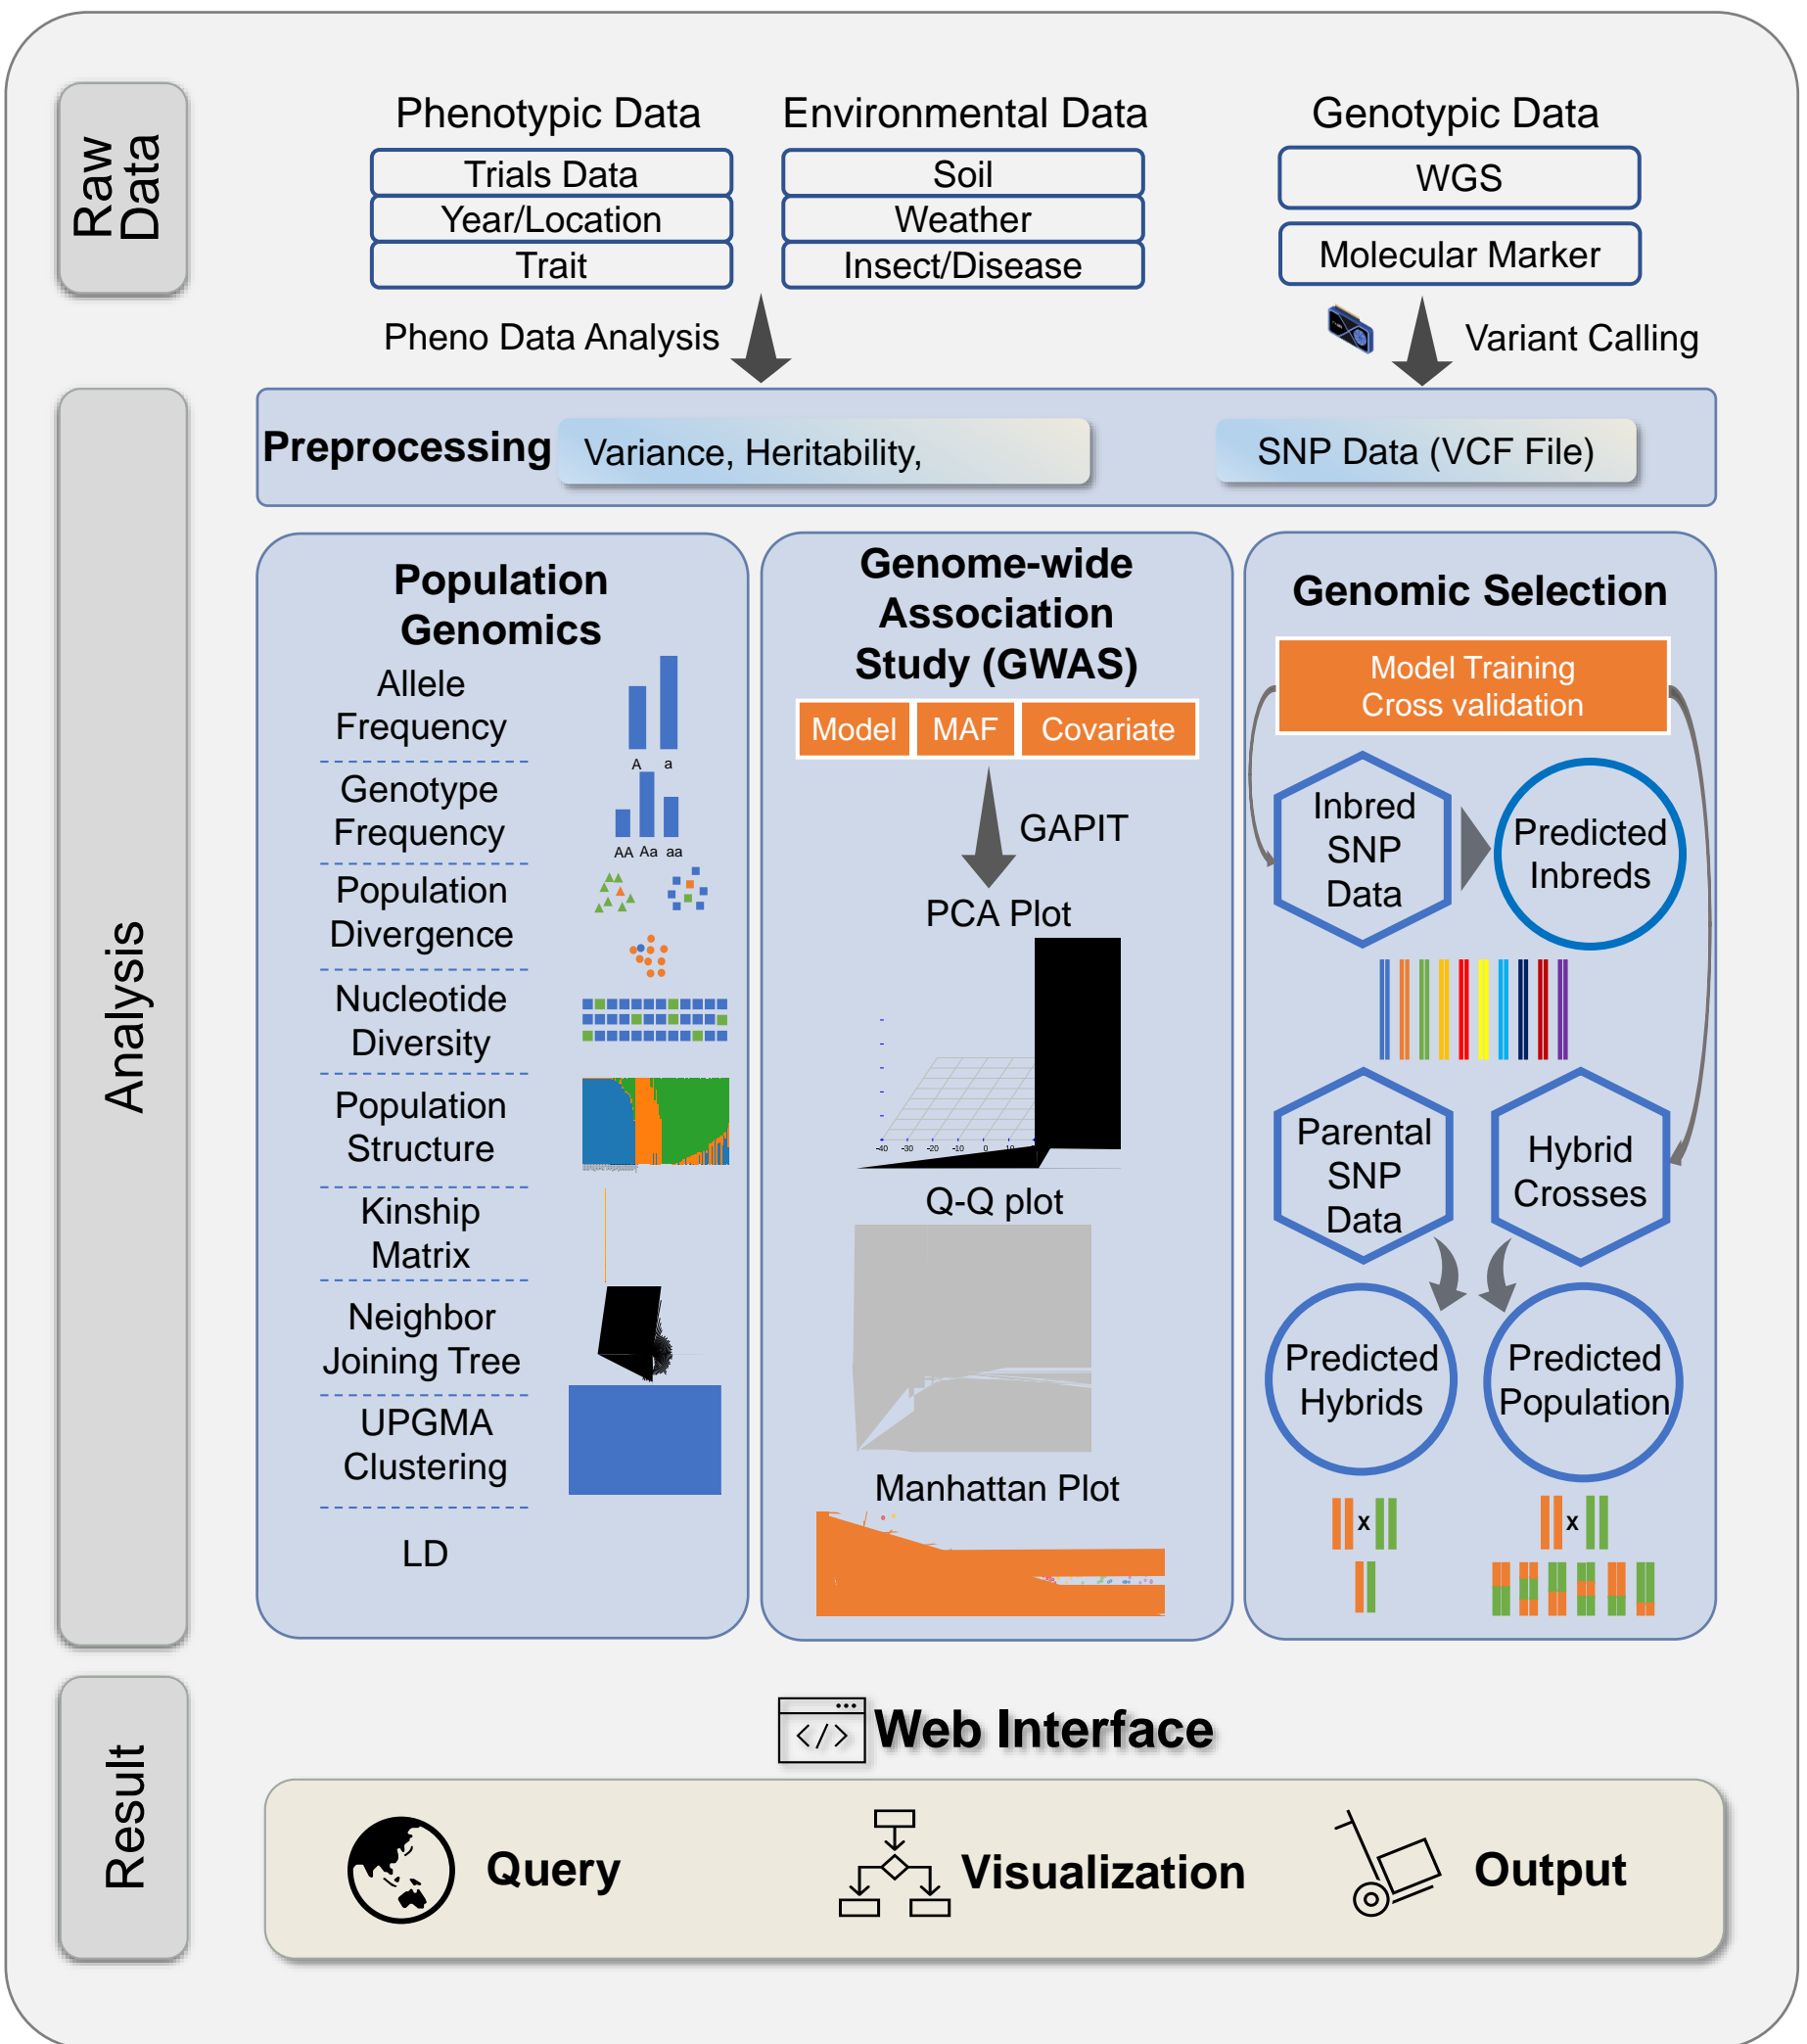 Raw
Data
Phenotypic Data
Trials Data
Year/Location
Trait
Environmental Data
Soil
Weather
Insect/Disease
Genotypic Data
WGS
Molecular Marker
Pheno Data Analysis
Variant Calling
Analysis
Preprocessing
Variance, Heritability,
SNP Data (VCF File)
Population
Genomics
Allele
Frequency
A a
Genotype
Frequency
AA Aa aa
Population
Divergence
Nucleotide
Diversity
Population
Structure
Kinship
Matrix
Neighbor
Joining Tree
UPGMA
Clustering
LD
Genome-wide
Association
Study (GWAS)
Model
MAF
Covariate
GAPIT
PCA Plot
-40 -30 -20 -10 0
Q-Q plot
Manhattan Plot
Genomic Selection
Model Training
Cross validation
Inbred
SNP
Data
Predicted
Inbreds
Parental
SNP
Data
Hybrid
Crosses
Predicted
Hybrids
Predicted
Population
x
x
Result
</> Web Interface
Query
Visualization
Output